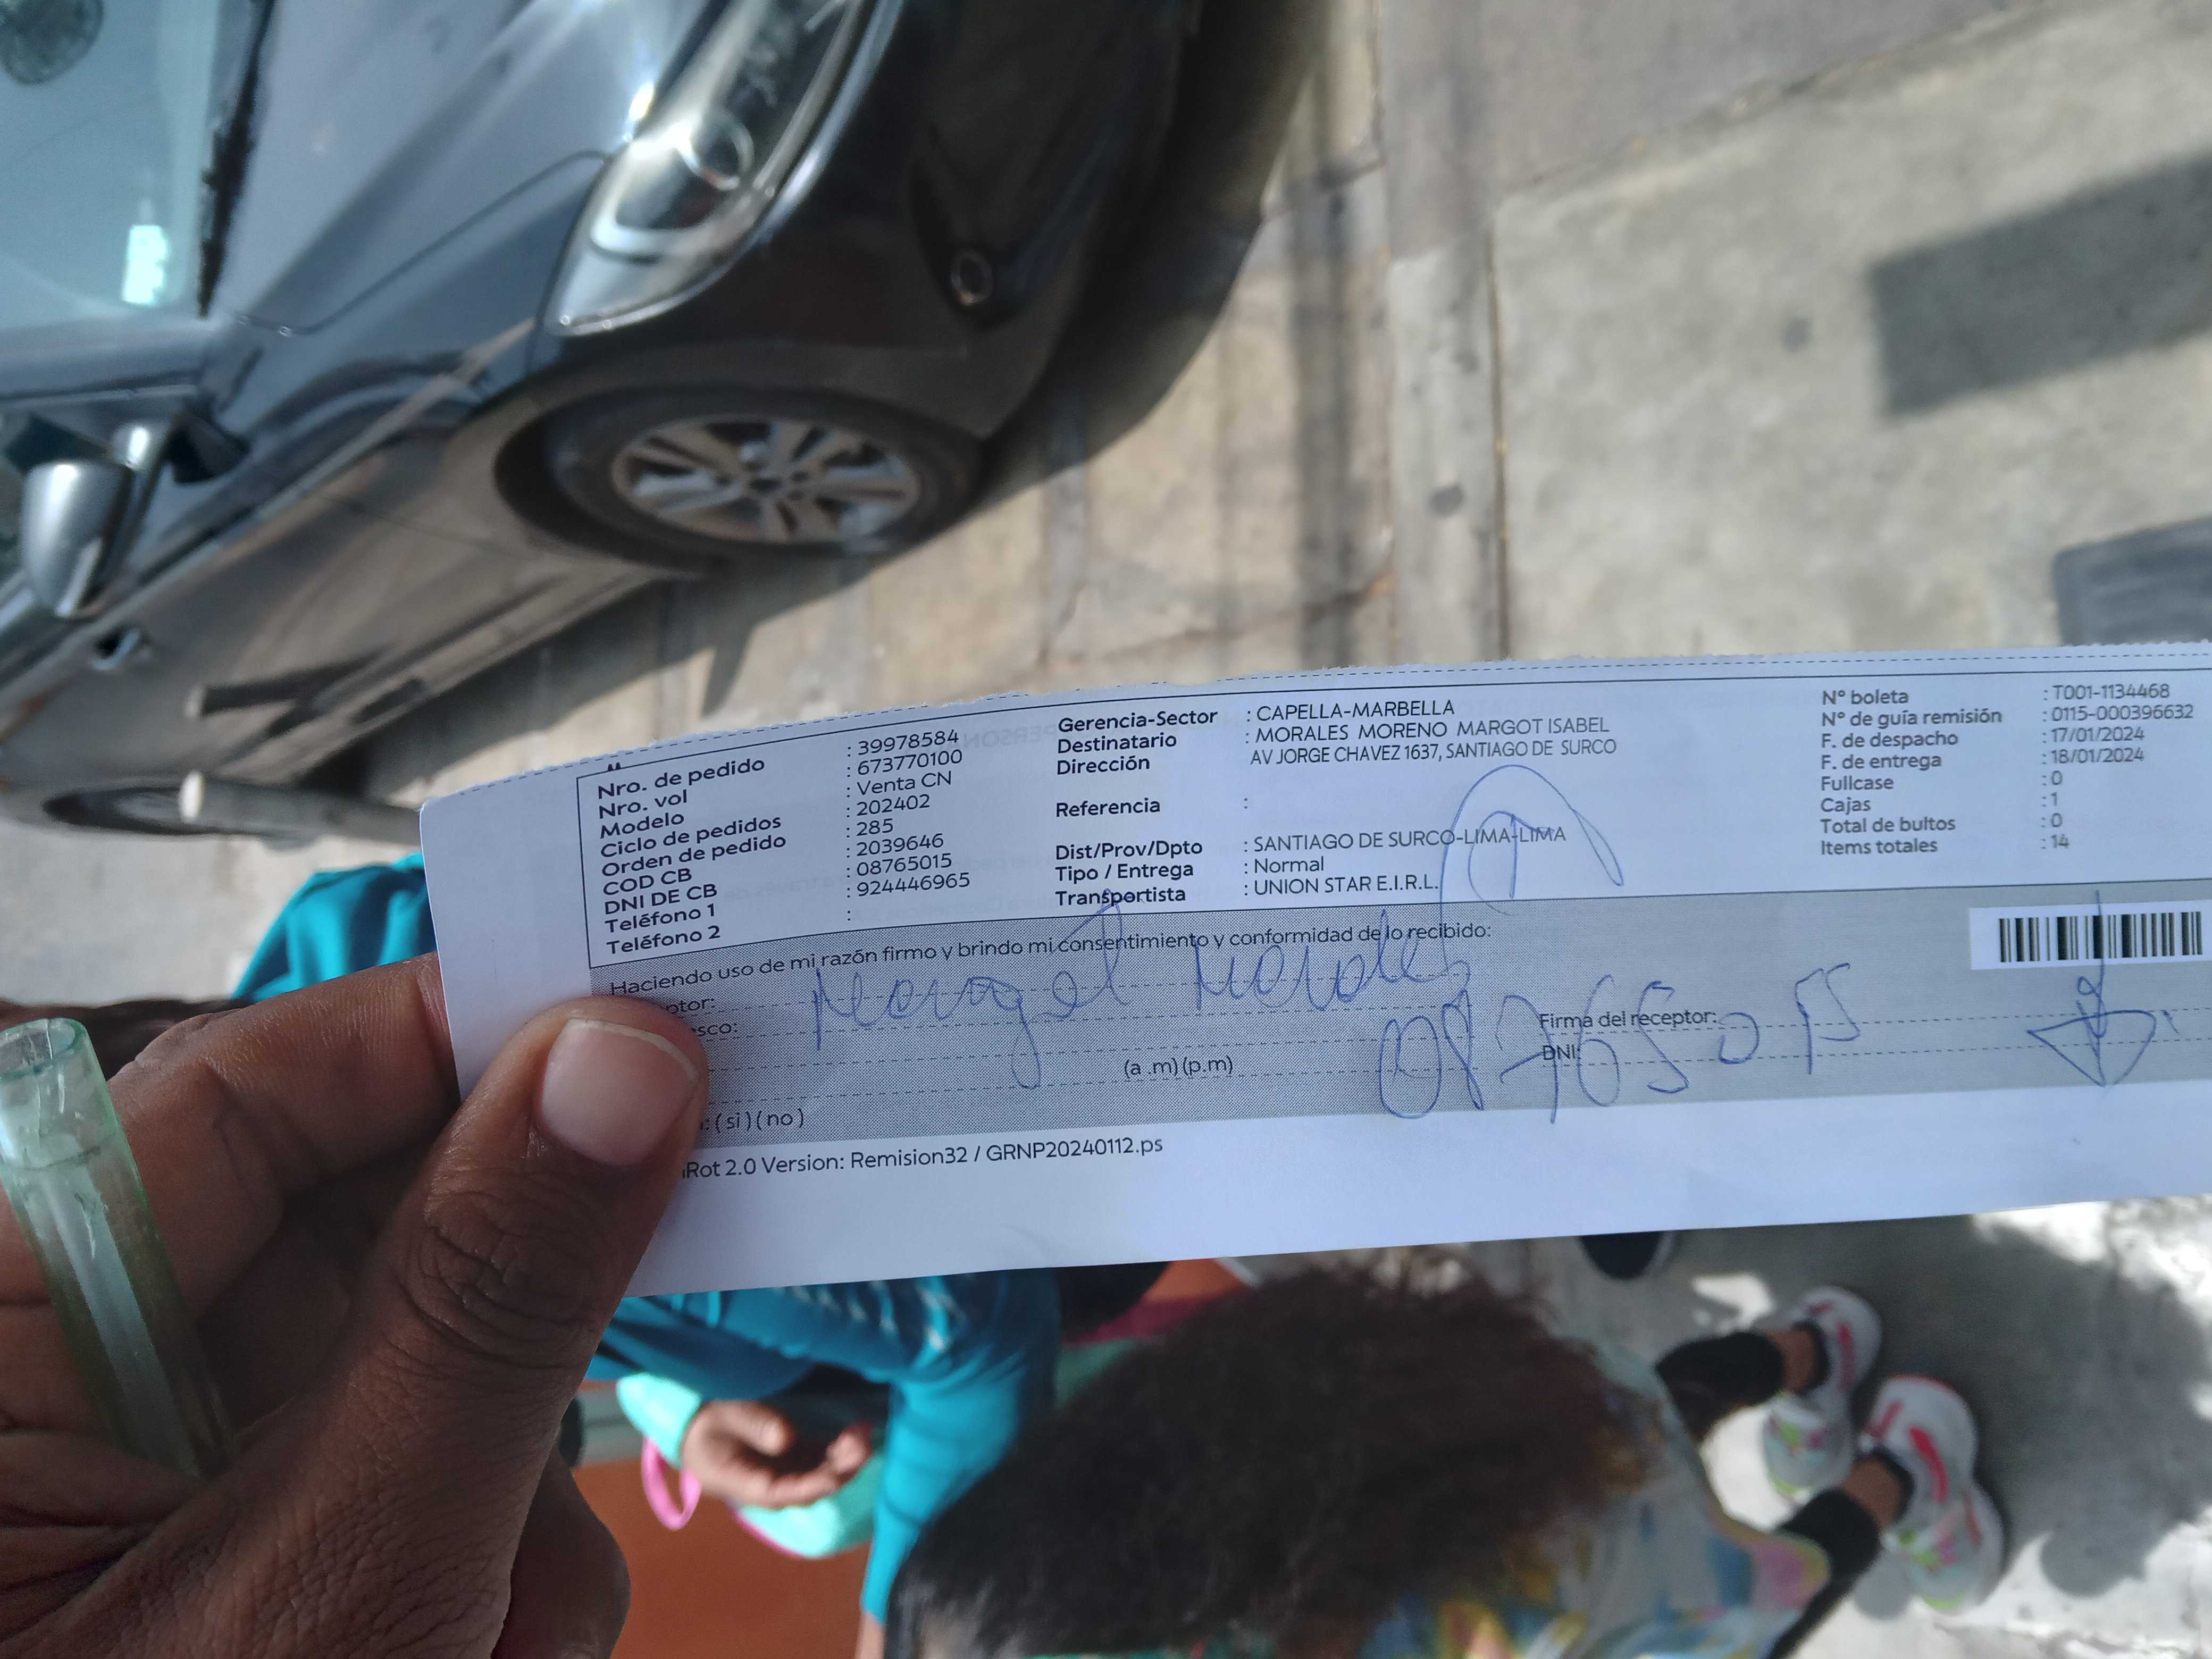 Nro. de pedido : 39978584
Nro. vol : 673770100
Modelo : Venta CN
Ciclo de pedidos : 202402
Orden de pedido : 285
COD CB : 2039646
DNI DE CB : 08765015
Teléfono 1 : 924446965
Teléfono 2 :
Gerencia-Sector : CAPELLA-MARBELLA
Destinatario : MORALES MORENO MARGOT ISABEL
Dirección AV JORGE CHAVEZ 1637, SANTIAGO DE SURCO
Referencia :
Dist/Prov/Dpto : SANTIAGO DE SURCO-LIMA-LIMA
Tipo / Entrega : Normal
Transportista : UNION STAR E.I.R.L.
N° boleta : T001-1134468
N° de guía remisión : 0115-000396632
F. de despacho : 17/01/2024
F. de entrega : 18/01/2024
Fullcase : 0
Cajas : 1
Total de bultos : 0
Items totales : 14
Haciendo uso de mi razón firmo y brindo mi consentimiento y conformidad de lo recibido:
ptor: Margot Morales
sco:
Firma del receptor:
DNI: 08765015
(a .m) (p.m)
: ( si ) ( no )
iRot 2.0 Version: Remision32 / GRNP20240112.ps